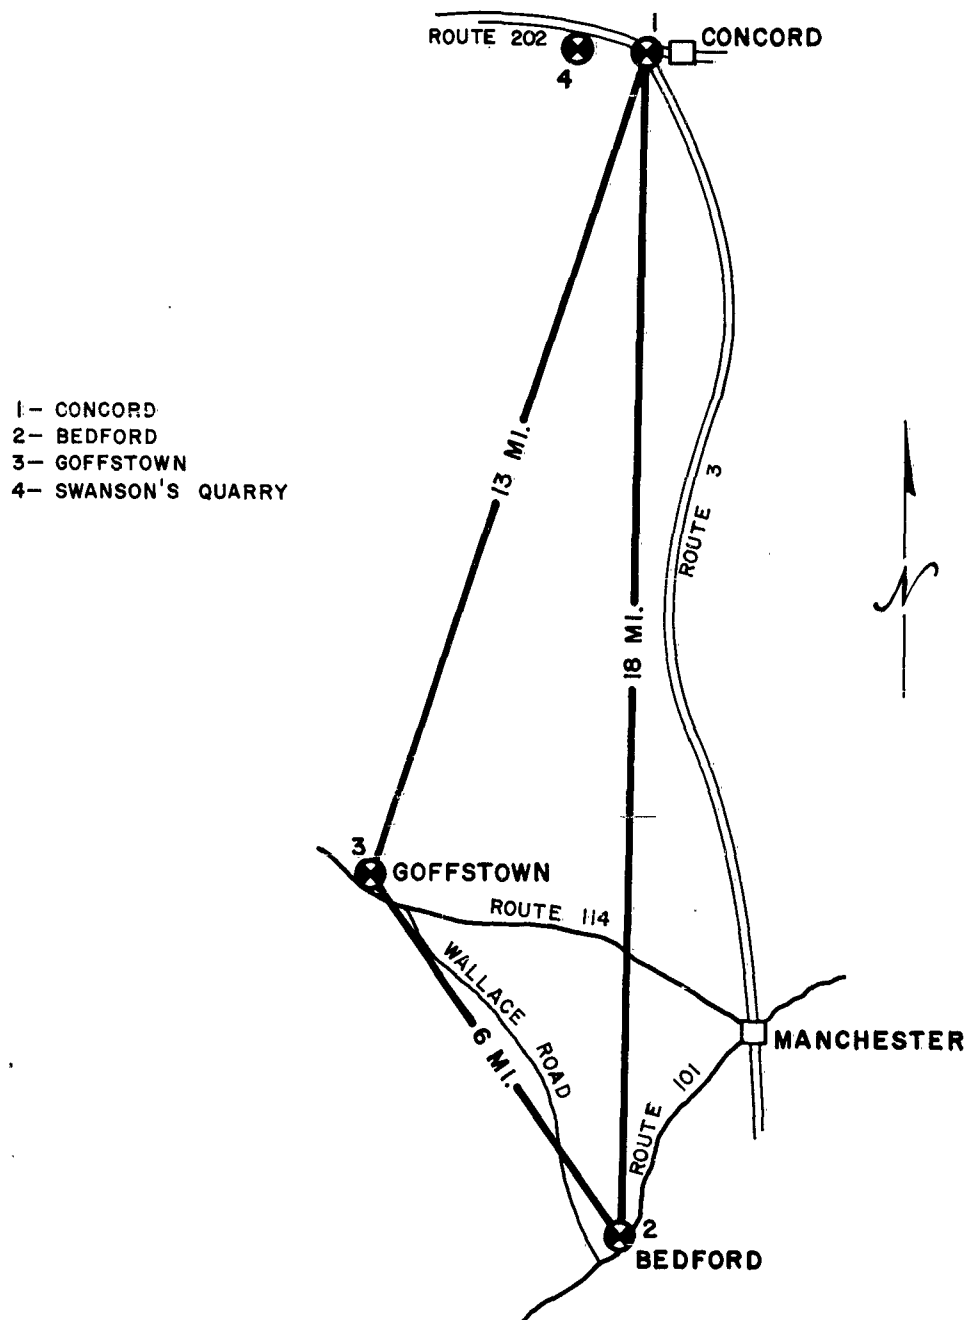 1
ROUTE 202
CONCORD
4
13 MI.
1- CONCORD
2- BEDFORD
3- GOFFSTOWN
4- SWANSON'S QUARRY
ROUTE 3
N
18 MI.
3
GOFFSTOWN
ROUTE 114
WALLACE ROAD
6 MI.
MANCHESTER
ROUTE 101
2
BEDFORD